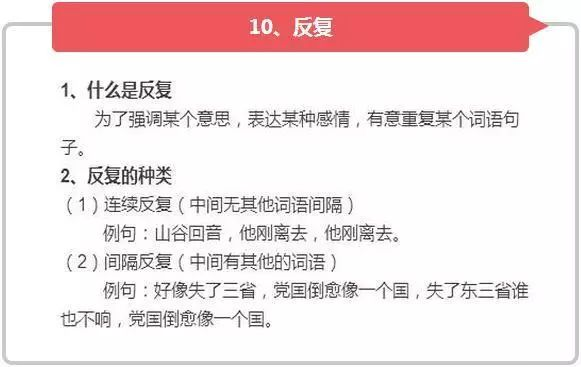 10、反复
1、什么是反复
为了强调某个意思，表达某种感情，有意重复某个词语句
子。
2、反复的种类
（1）连续反复（中间无其他词语间隔）
例句：山谷回音，他刚离去，他刚离去。
（2）间隔反复（中间有其他的词语）
例句：好像失了三省，党国倒愈像一个国，失了东三省谁
也不响，党国倒愈像一个国。